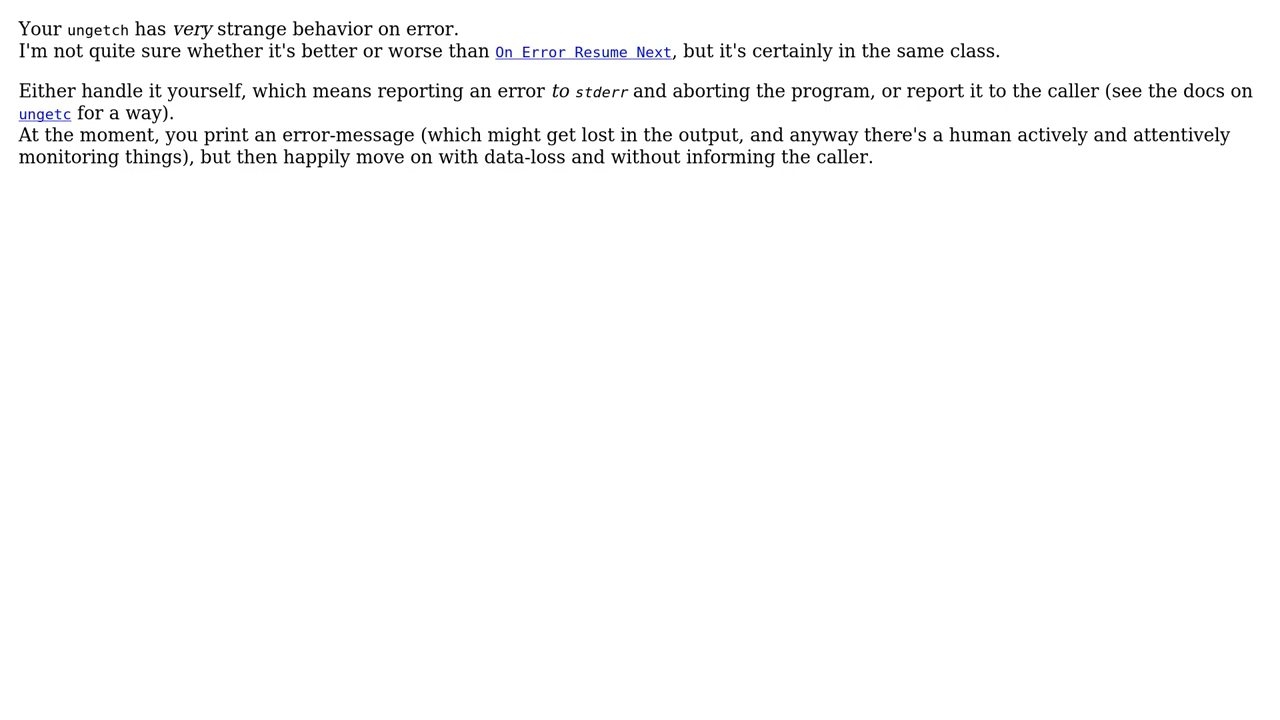 Your ungetch has very strange behavior on error.
I'm not quite sure whether it's better or worse than On Error Resume Next, but it's certainly in the same class.
Either handle it yourself, which means reporting an error to stderr and aborting the program, or report it to the caller (see the docs on
ungetc for a way).
At the moment, you print an error-message (which might get lost in the output, and anyway there's a human actively and attentively
monitoring things), but then happily move on with data-loss and without informing the caller.